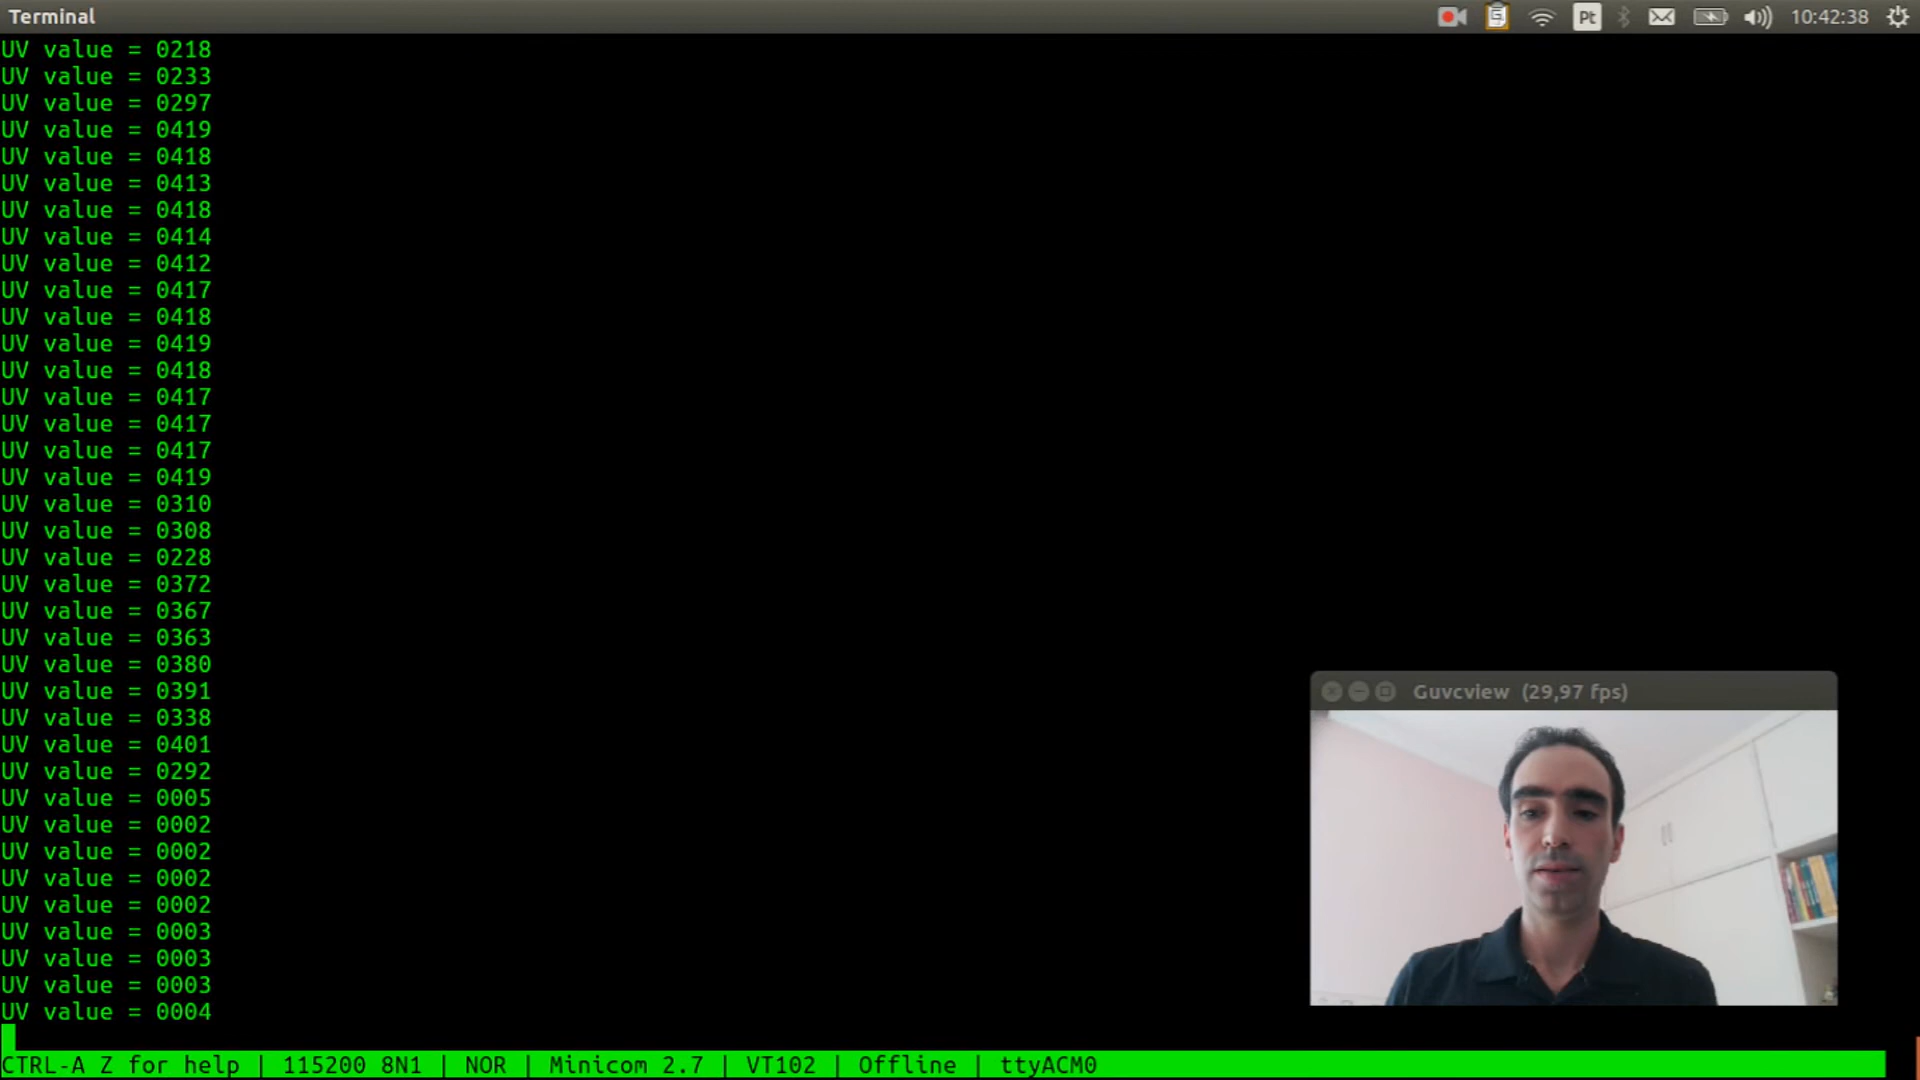 Terminal
Pt
10:42:38
UV value = 0218
UV value = 0233
UV value = 0297
UV value = 0419
UV value = 0418
UV value = 0413
UV value = 0418
UV value = 0414
UV value = 0412
UV value = 0417
UV value = 0418
UV value = 0419
UV value = 0418
UV value = 0417
UV value = 0417
UV value = 0417
UV value = 0419
UV value = 0310
UV value = 0308
UV value = 0228
UV value = 0372
UV value = 0367
UV value = 0363
UV value = 0380
UV value = 0391
UV value = 0338
UV value = 0401
UV value = 0292
UV value = 0005
UV value = 0002
UV value = 0002
UV value = 0002
UV value = 0002
UV value = 0003
UV value = 0003
UV value = 0003
UV value = 0004
Guvcview (29,97 fps)
CTRL-A Z for help | 115200 8N1 | NOR | Minicom 2.7 | VT102 | Offline | ttyACM0